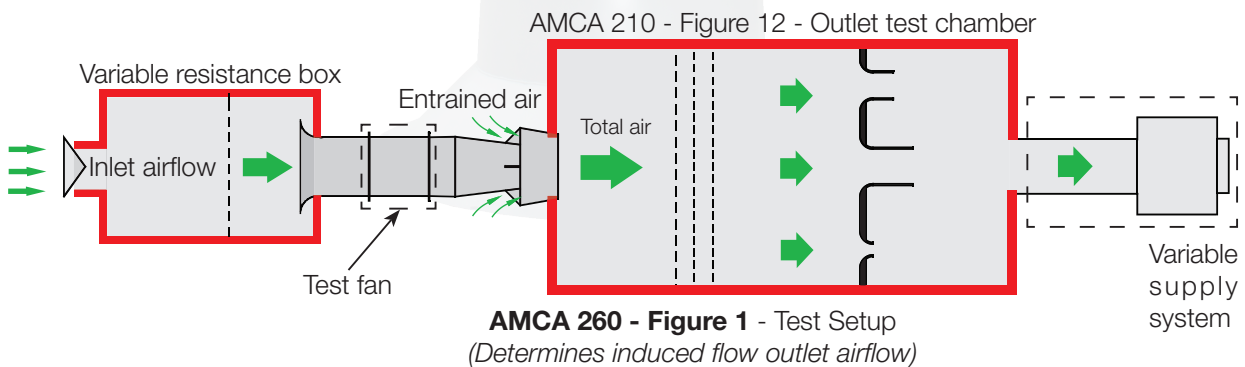 AMCA 210 - Figure 12 - Outlet test chamber
Variable resistance box
Entrained air
Total air
Inlet airflow
Test fan
Variable
supply
system
AMCA 260 - Figure 1 - Test Setup
(Determines induced flow outlet airflow)